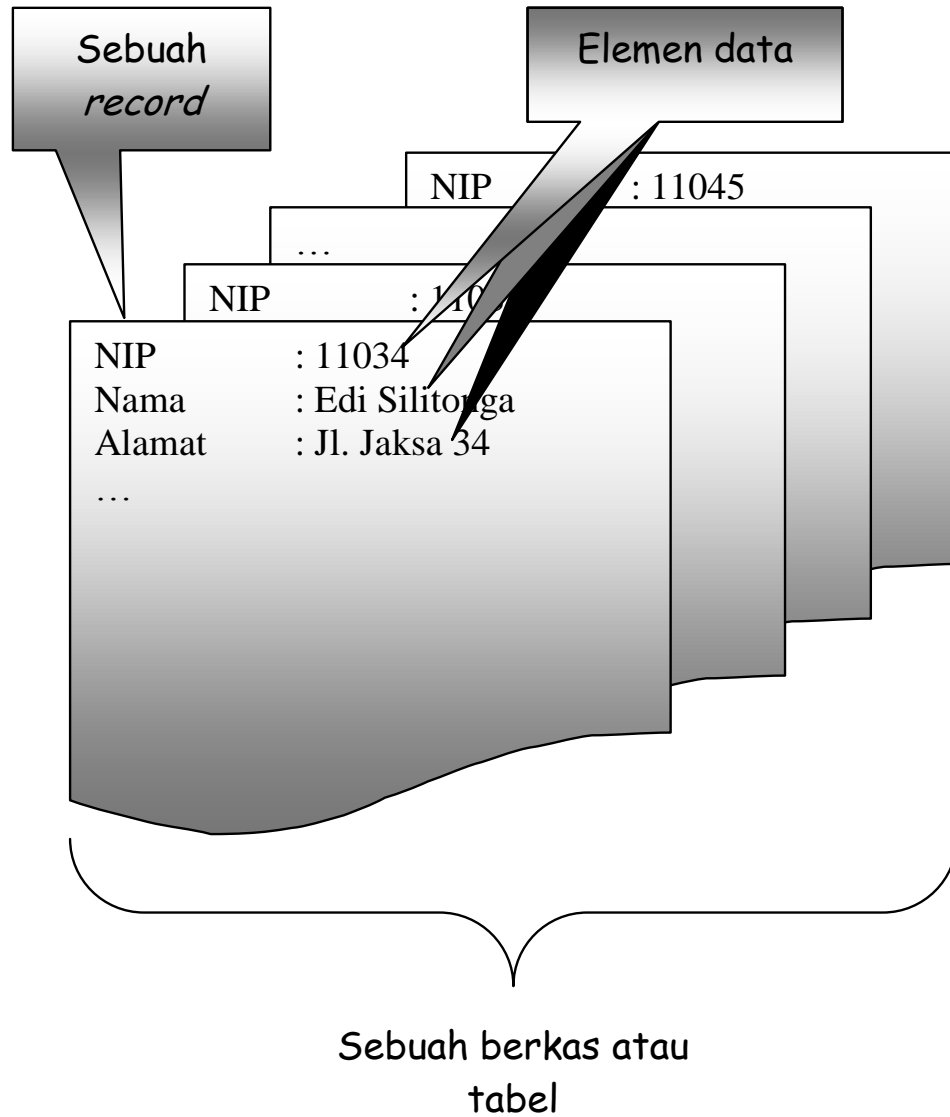 Sebuah
record
Elemen data
NIP : 11045
…
NIP :
NIP : 11034
Nama : Edi Silitonga
Alamat : Jl. Jaksa 34
…
Sebuah berkas atau
tabel